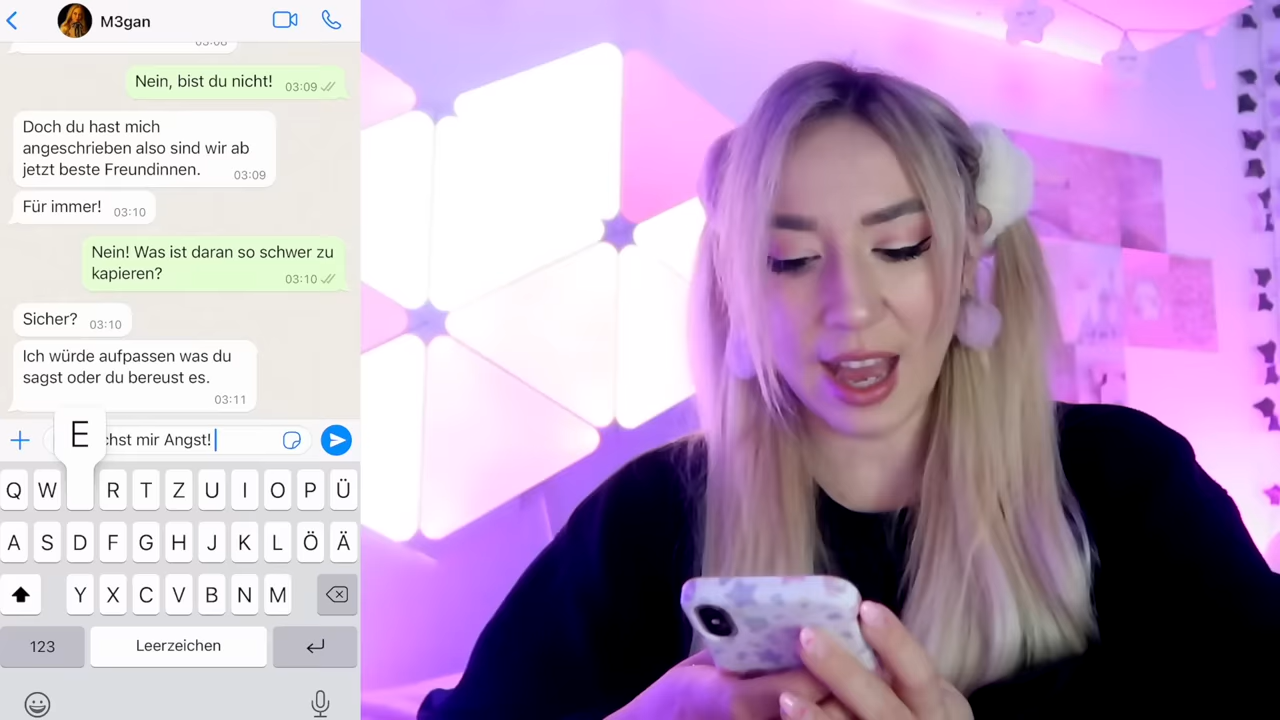 M3gan
Nein, bist du nicht! 03:09
Doch du hast mich
angeschrieben also sind wir ab
jetzt beste Freundinnen. 03:09
Für immer! 03:10
Nein! Was ist daran so schwer zu
kapieren? 03:10
Sicher? 03:10
Ich würde aufpassen was du
sagst oder du bereust es.
03:11
E
chst mir Angst!
Q W R T Z U I O P Ü
A S D F G H J K L Ö Ä
Y X C V B N M
123 Leerzeichen